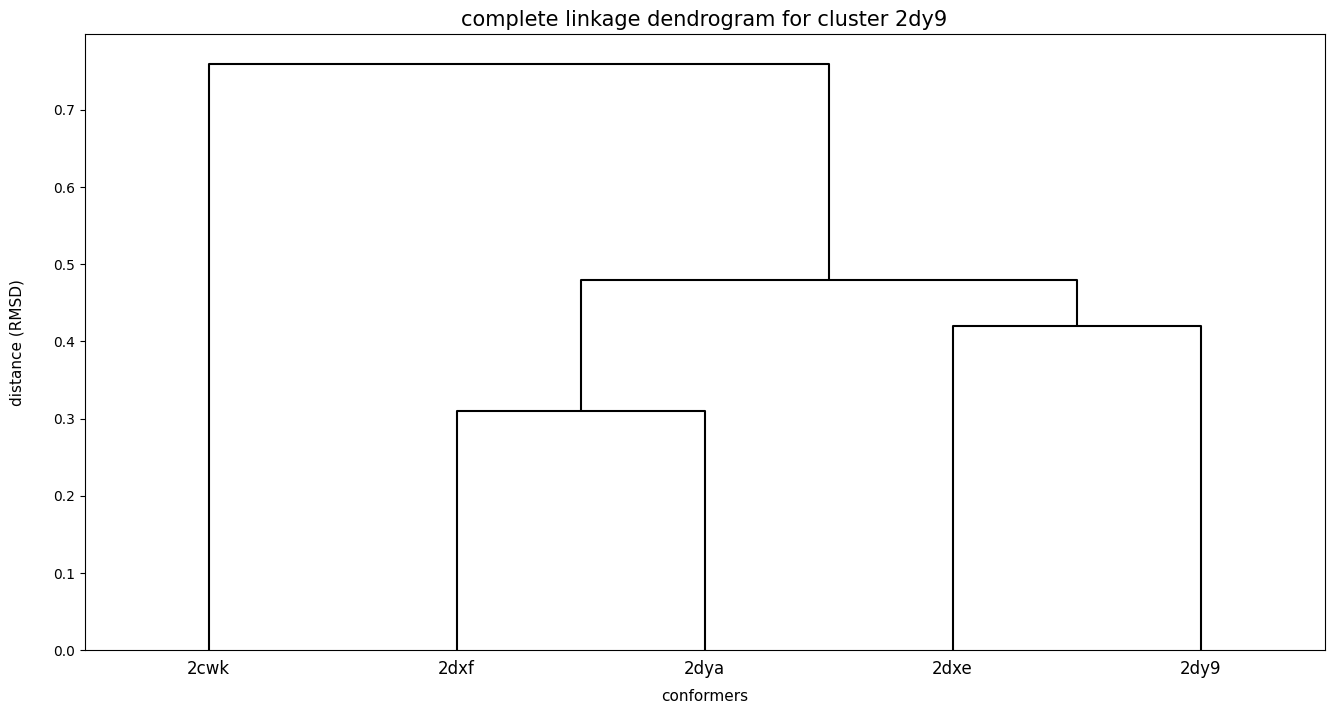 complete linkage dendrogram for cluster 2dy9
distance (RMSD)
0.7
0.6
0.5
0.4
0.3
0.2
0.1
0.0
2cwk 2dxf 2dya 2dxe 2dy9
conformers